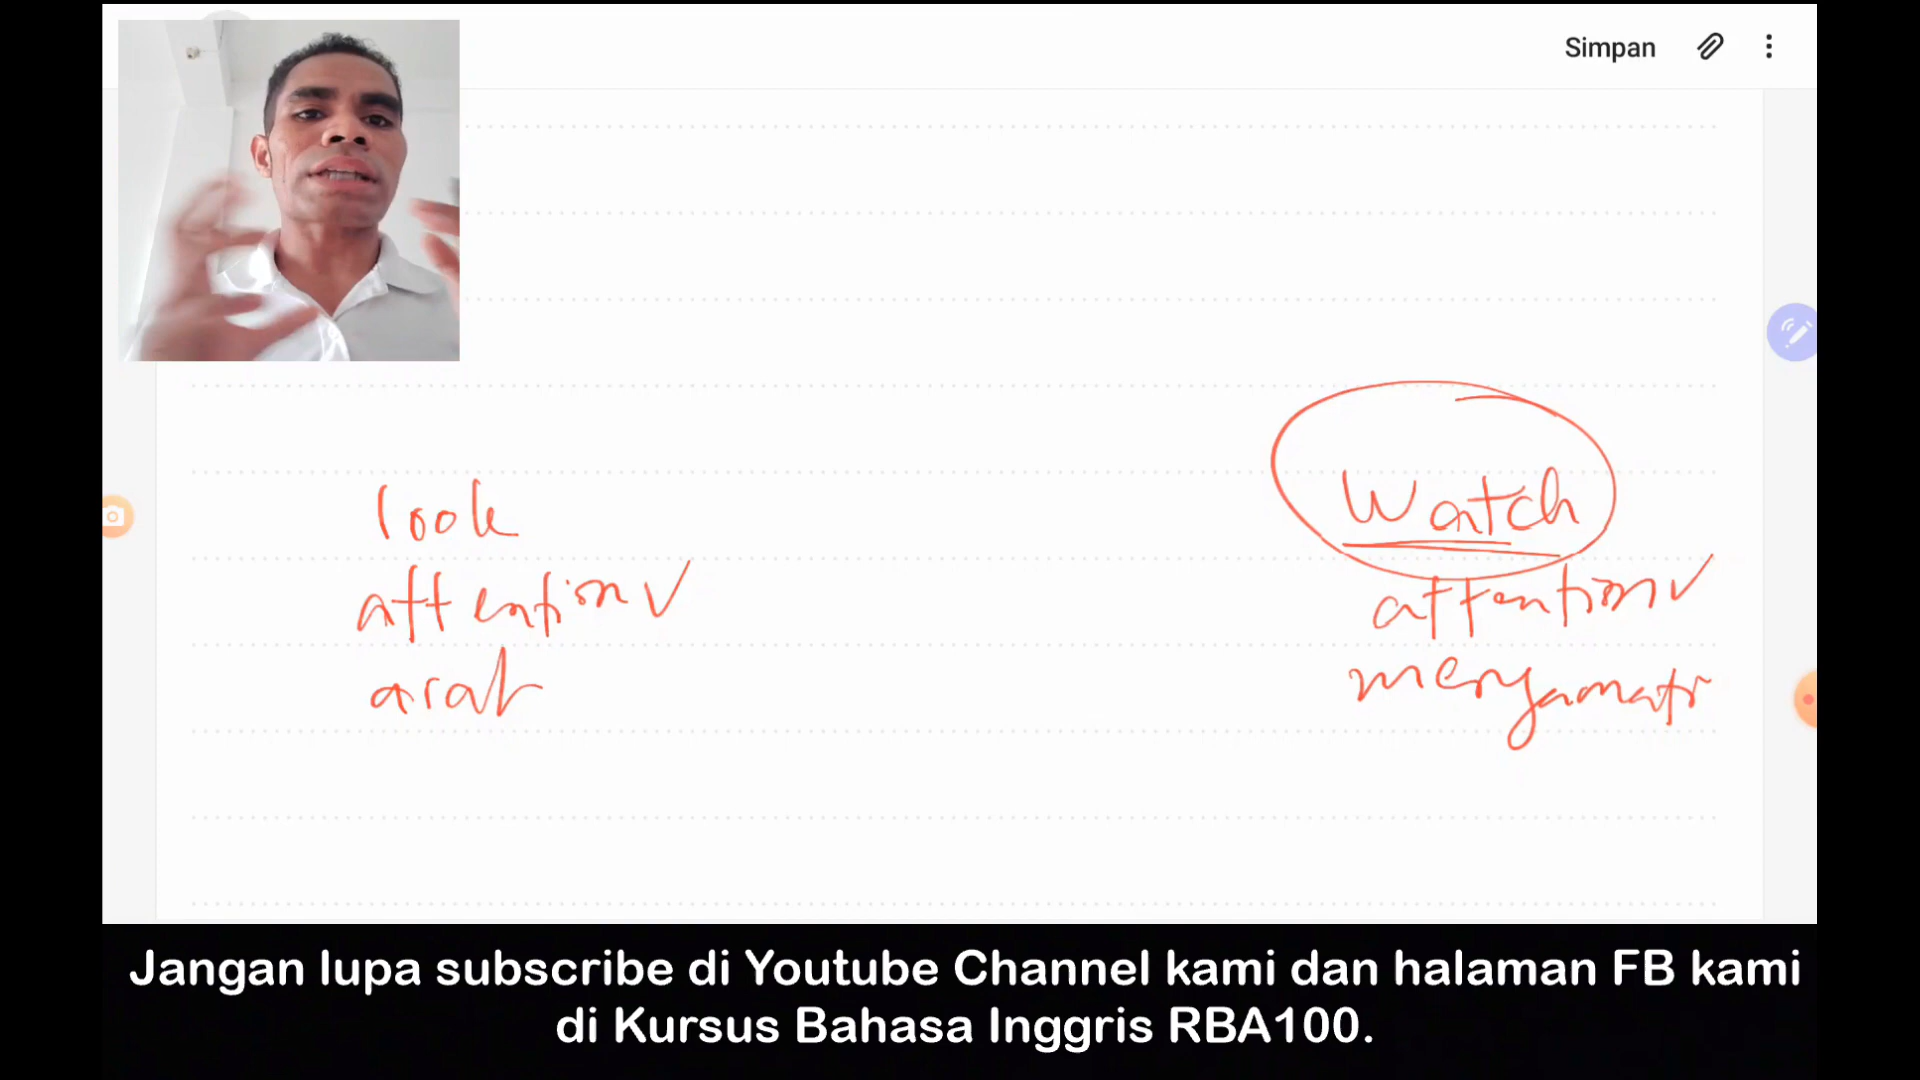 Simpan
look
attention
arah
Watch
attention
mengamati
Jangan lupa subscribe di Youtube Channel kami dan halaman FB kami
di Kursus Bahasa Inggris RBA100.